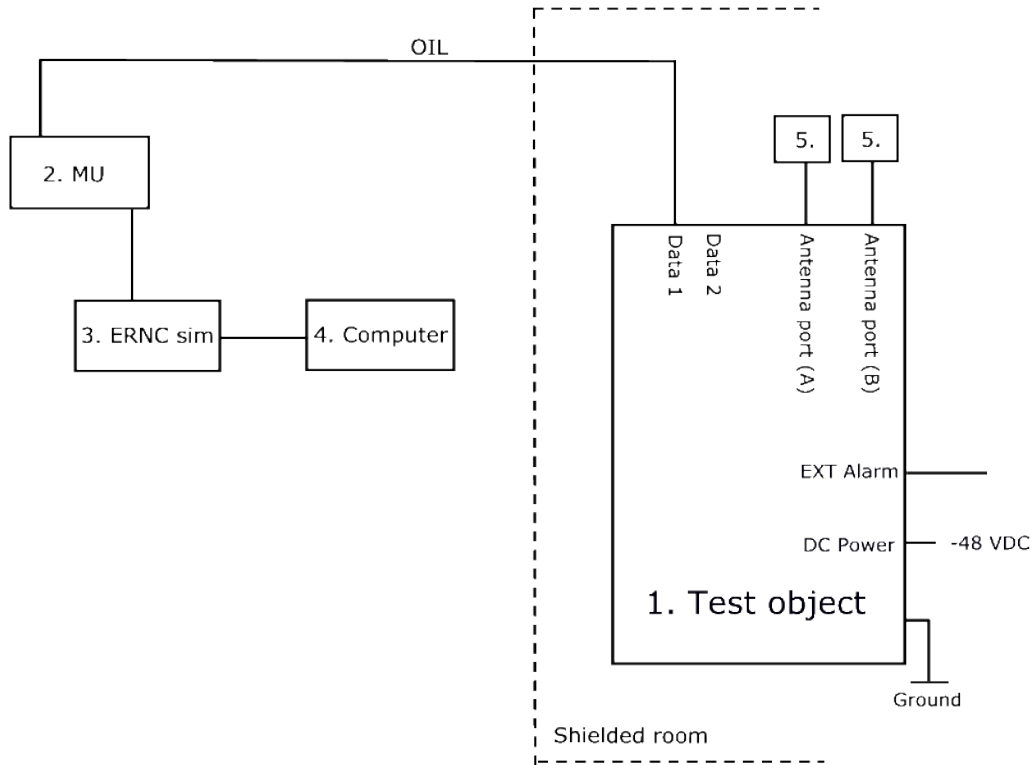 OIL
2. MU
5.
5.
Data 1
Data 2
Antenna port (A)
Antenna port (B)
3. ERNC sim
4. Computer
EXT Alarm
DC Power
-48 VDC
1. Test object
Ground
Shielded room